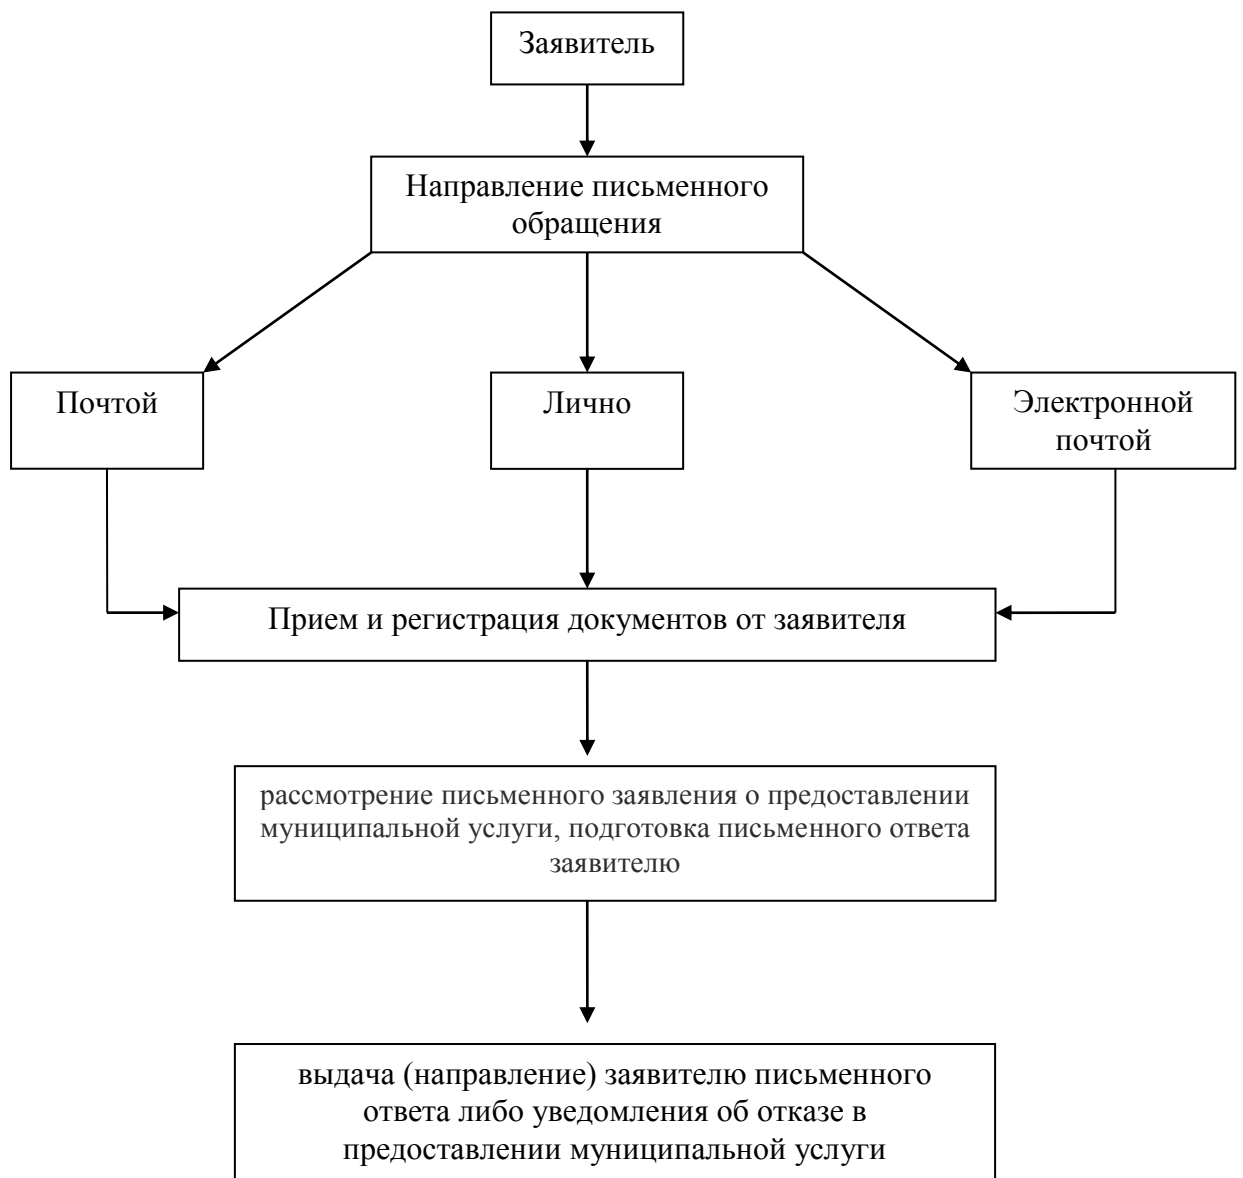 Заявитель
Направление письменного
обращения
Почтой
Лично
Электронной
почтой
Прием и регистрация документов от заявителя
рассмотрение письменного заявления о предоставлении
муниципальной услуги, подготовка письменного ответа
заявителю
выдача (направление) заявителю письменного
ответа либо уведомления об отказе в
предоставлении муниципальной услуги